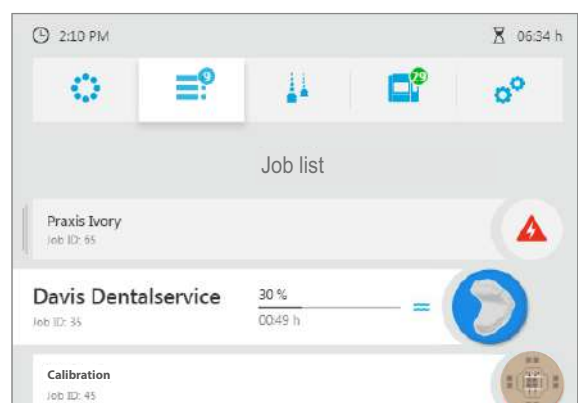 2:10 PM
06:34 h
9
79
Job list
Praxis Ivory
Job ID: 65
Davis Dentalservice
Job ID: 35
30 %
00:49 h
Calibration
Job ID: 45